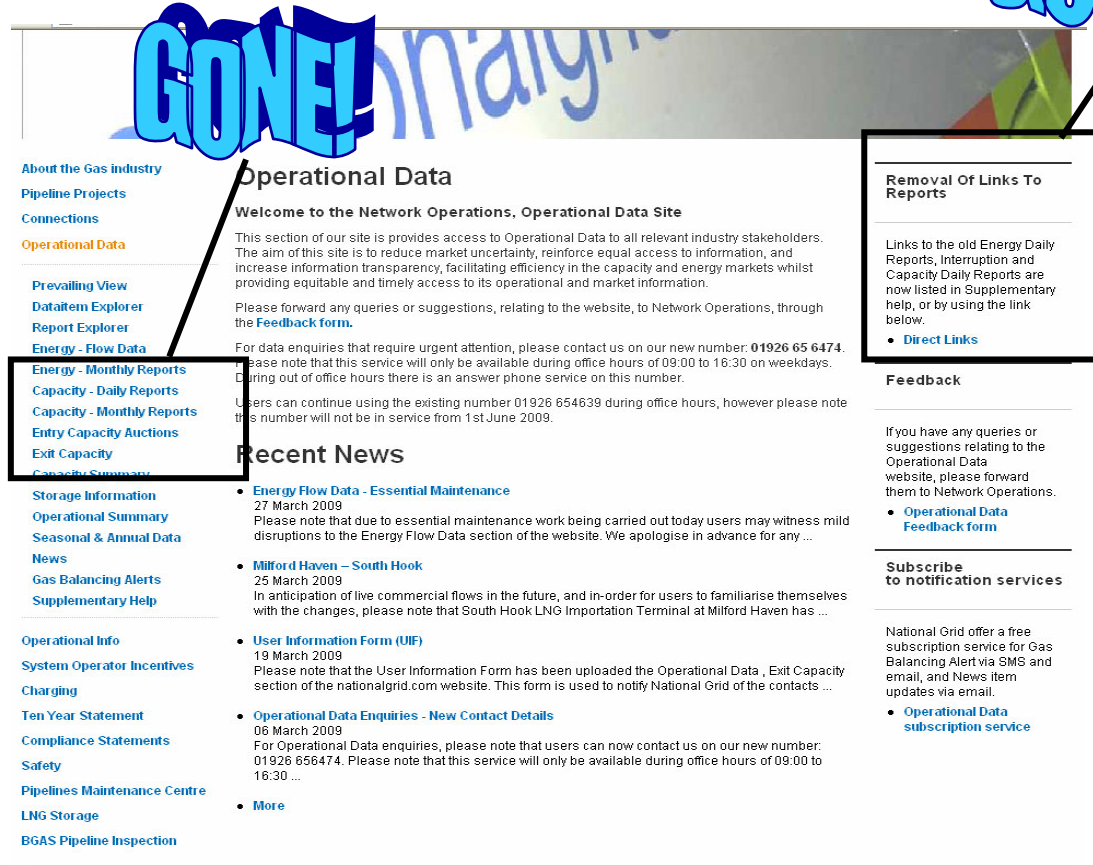 GONE!
About the Gas industry
Pipeline Projects
Connections
Operational Data
Prevailing View
Dataitem Explorer
Report Explorer
Energy - Flow Data
Energy - Monthly Reports
Capacity - Daily Reports
Capacity - Monthly Reports
Entry Capacity Auctions
Exit Capacity
Capacity Summary
Storage Information
Operational Summary
Seasonal & Annual Data
News
Gas Balancing Alerts
Supplementary Help
Operational Info
System Operator Incentives
Charging
Ten Year Statement
Compliance Statements
Safety
Pipelines Maintenance Centre
LNG Storage
BGAS Pipeline Inspection
Operational Data
Welcome to the Network Operations, Operational Data Site
This section of our site is provides access to Operational Data to all relevant industry stakeholders.
The aim of this site is to reduce market uncertainty, reinforce equal access to information, and
increase information transparency, facilitating efficiency in the capacity and energy markets whilst
providing equitable and timely access to its operational and market information.
Please forward any queries or suggestions, relating to the website, to Network Operations, through
the Feedback form.
For data enquiries that require urgent attention, please contact us on our new number: 01926 65 6474.
Please note that this service will only be available during office hours of 09:00 to 16:30 on weekdays.
During out of office hours there is an answer phone service on this number.
Users can continue using the existing number 01926 654639 during office hours, however please note
this number will not be in service from 1st June 2009.
Recent News
Energy Flow Data - Essential Maintenance
27 March 2009
Please note that due to essential maintenance work being carried out today users may witness mild
disruptions to the Energy Flow Data section of the website. We apologise in advance for any ...
Milford Haven – South Hook
25 March 2009
In anticipation of live commercial flows in the future, and in-order for users to familiarise themselves
with the changes, please note that South Hook LNG Importation Terminal at Milford Haven has ...
User Information Form (UIF)
19 March 2009
Please note that the User Information Form has been uploaded the Operational Data , Exit Capacity
section of the nationalgrid.com website. This form is used to notify National Grid of the contacts ...
Operational Data Enquiries - New Contact Details
06 March 2009
For Operational Data enquiries, please note that users can now contact us on our new number:
01926 656474. Please note that this service will only be available during office hours of 09:00 to
16:30 ...
More
Removal Of Links To
Reports
Links to the old Energy Daily
Reports, Interruption and
Capacity Daily Reports are
now listed in Supplementary
help, or by using the link
below.
Direct Links
Feedback
If you have any queries or
suggestions relating to the
Operational Data
website, please forward
them to Network Operations.
Operational Data
Feedback form
Subscribe
to notification services
National Grid offer a free
subscription service for Gas
Balancing Alert via SMS and
email, and News item
updates via email.
Operational Data
subscription service